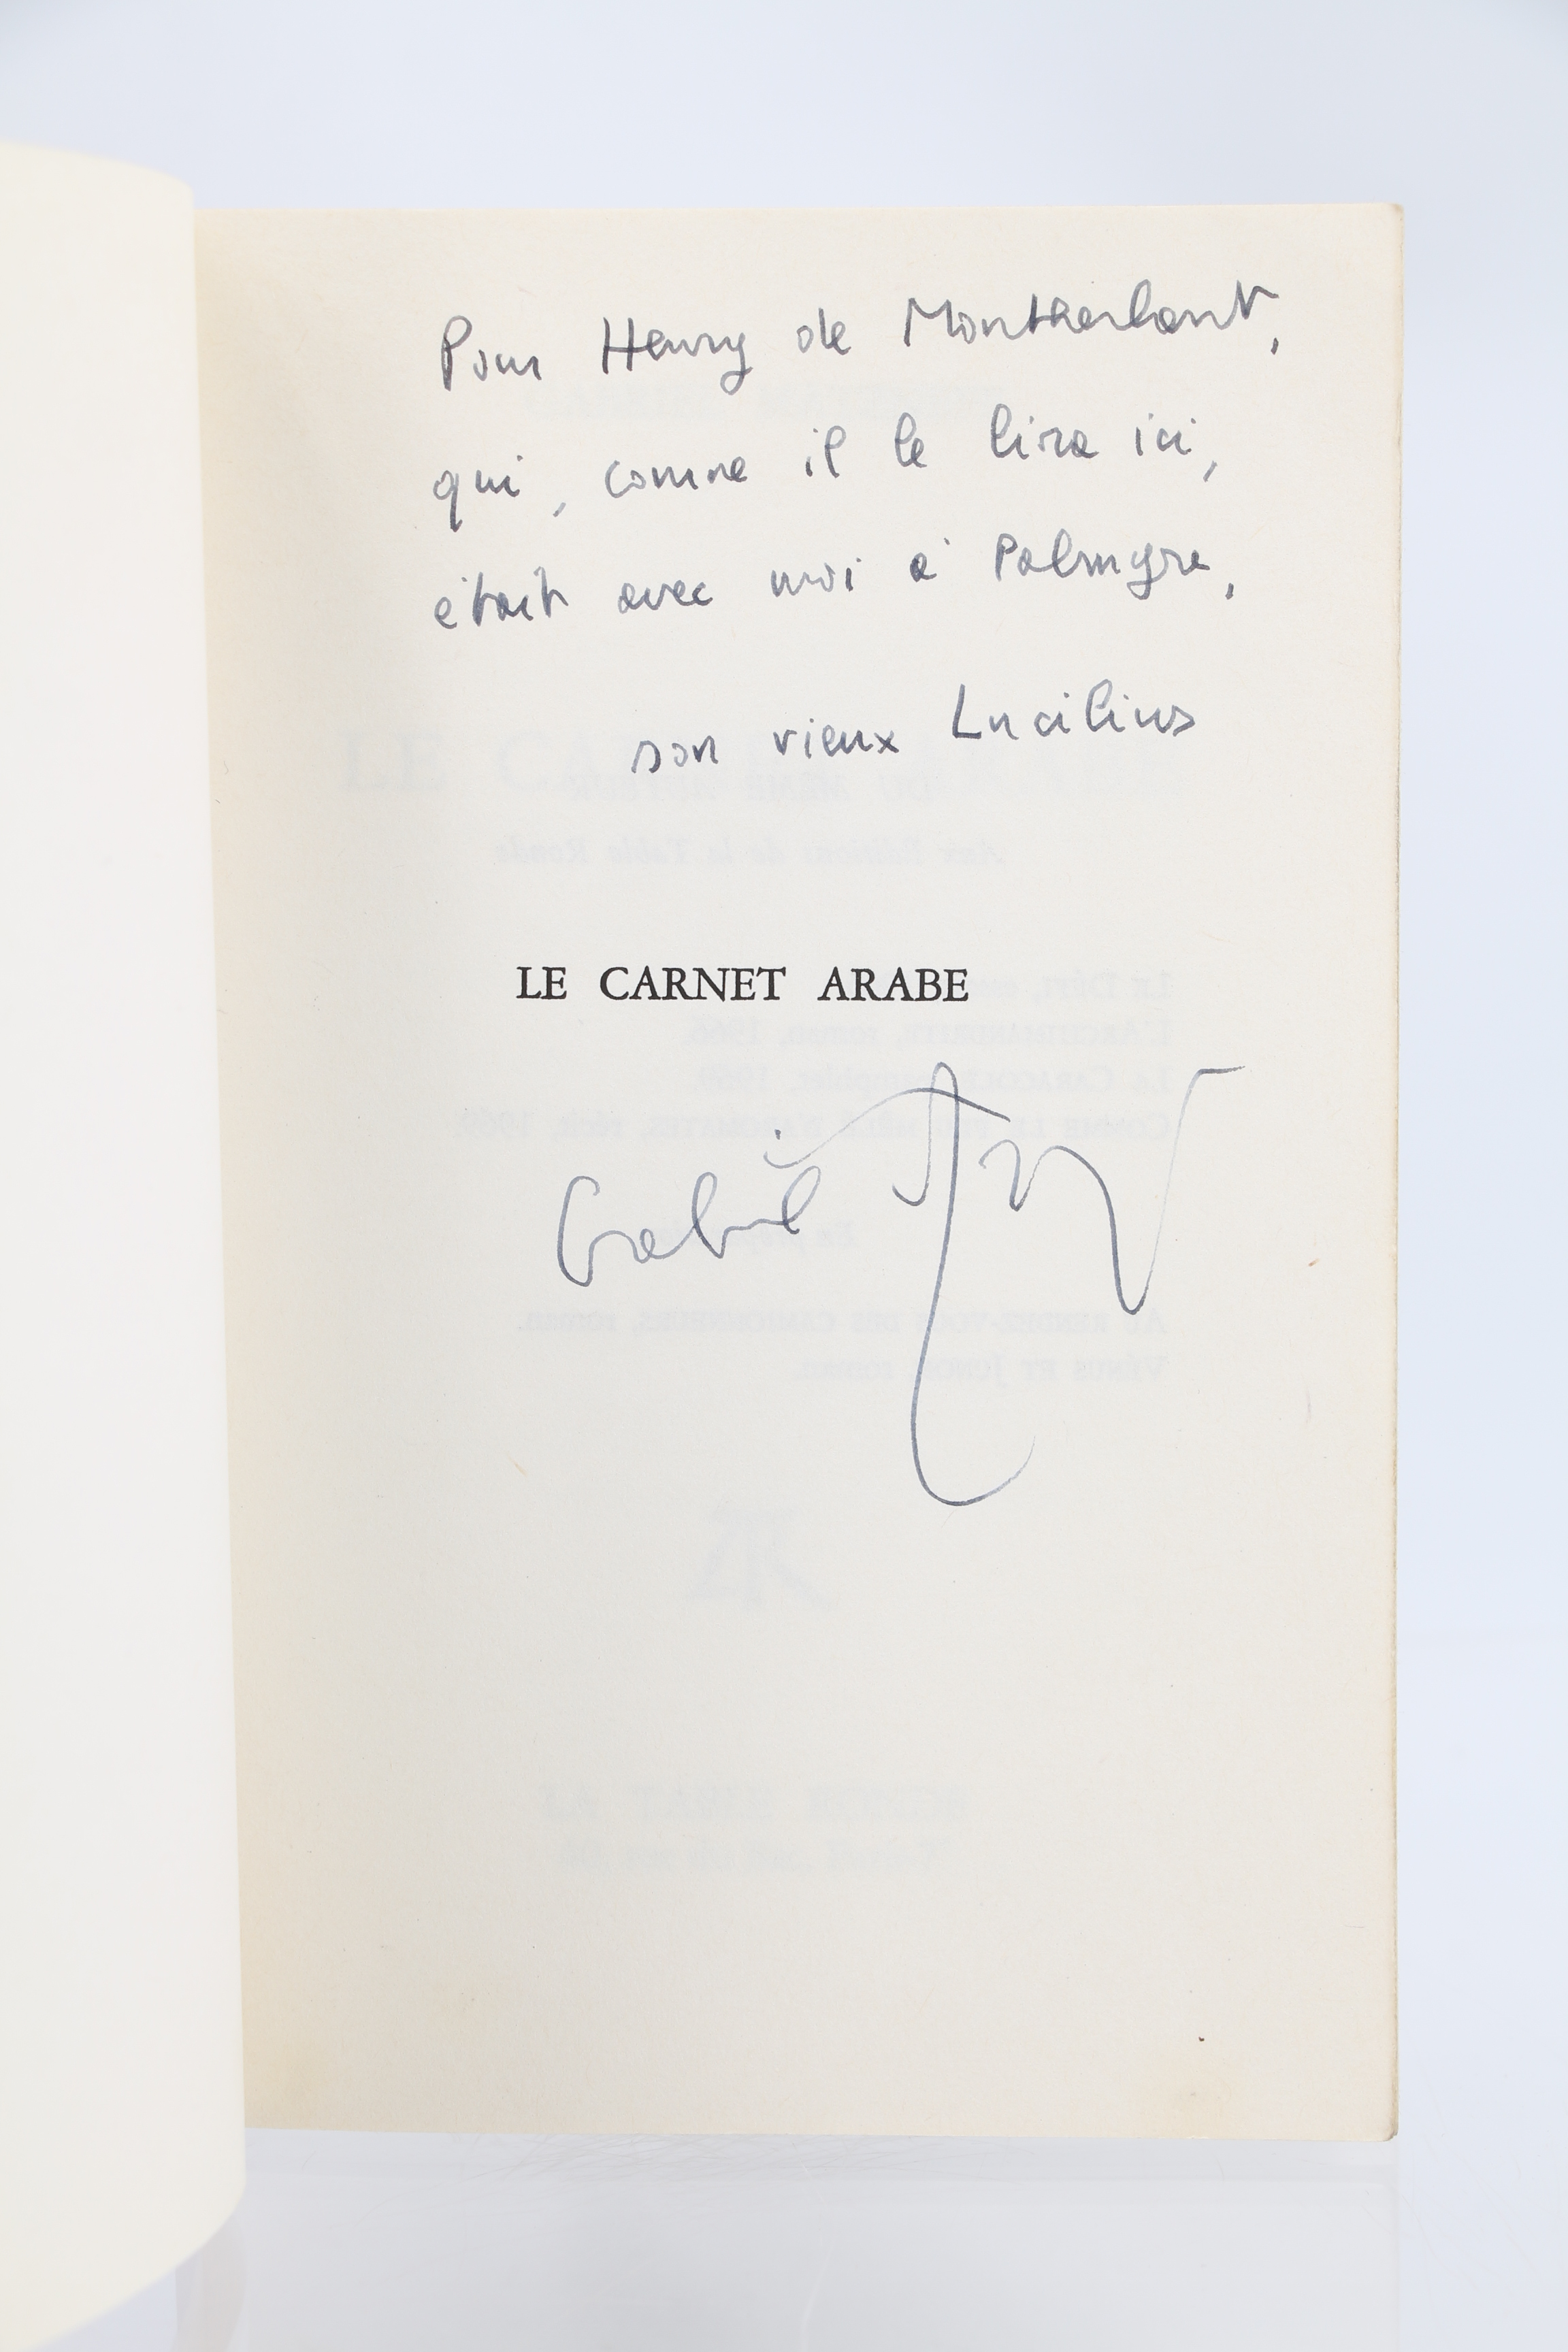 Pour Henry de Montherlant,
qui, comme il le lira ici,
était avec moi à Palmyre,
son vieux Lucilius
LE CARNET ARABE
Gabriel